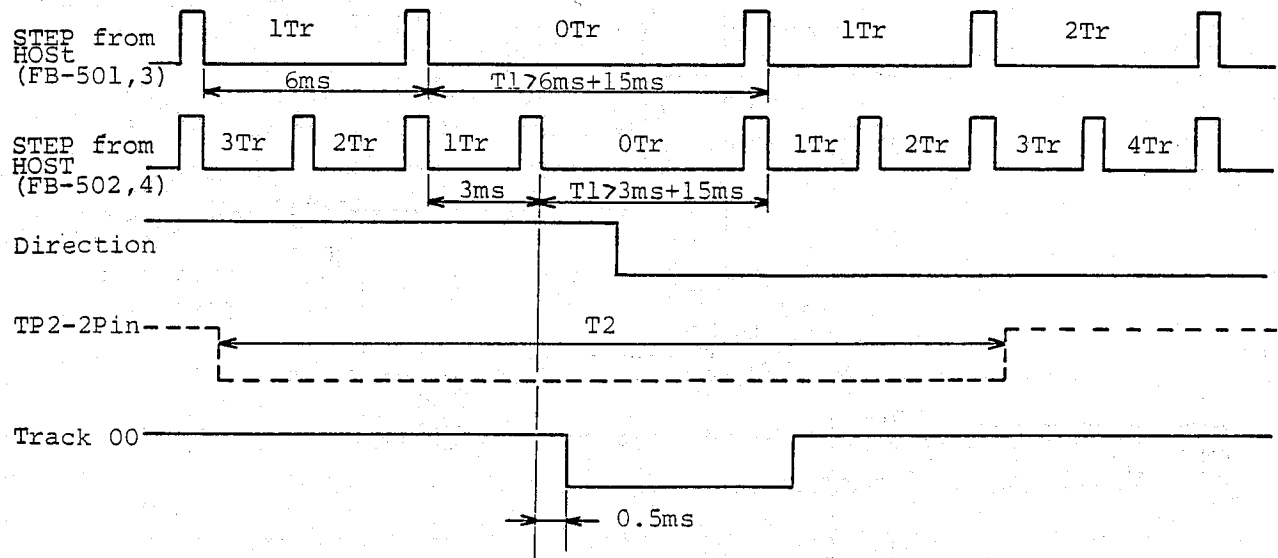 1Tr 0Tr 1Tr 2Tr
STEP from
HOSt
(FB-501,3)
6ms T1>6ms+15ms
3Tr 2Tr 1Tr 0Tr 1Tr 2Tr 3Tr 4Tr
STEP from
HOST
(FB-502,4)
3ms T1>3ms+15ms
Direction
TP2-2Pin
T2
Track 00
0.5ms